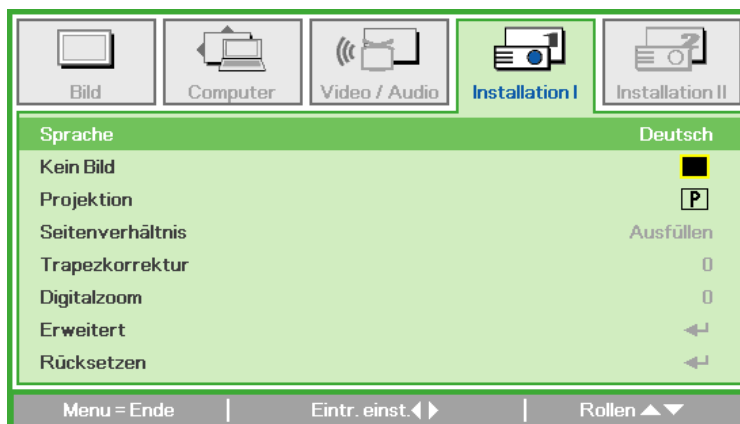 Bild Computer Video / Audio Installation I Installation II
Sprache Deutsch
Kein Bild
Projektion P
Seitenverhältnis Ausfüllen
Trapezkorrektur 0
Digitalzoom 0
Erweitert
Rücksetzen
Menu = Ende Eintr. einst. Rollen